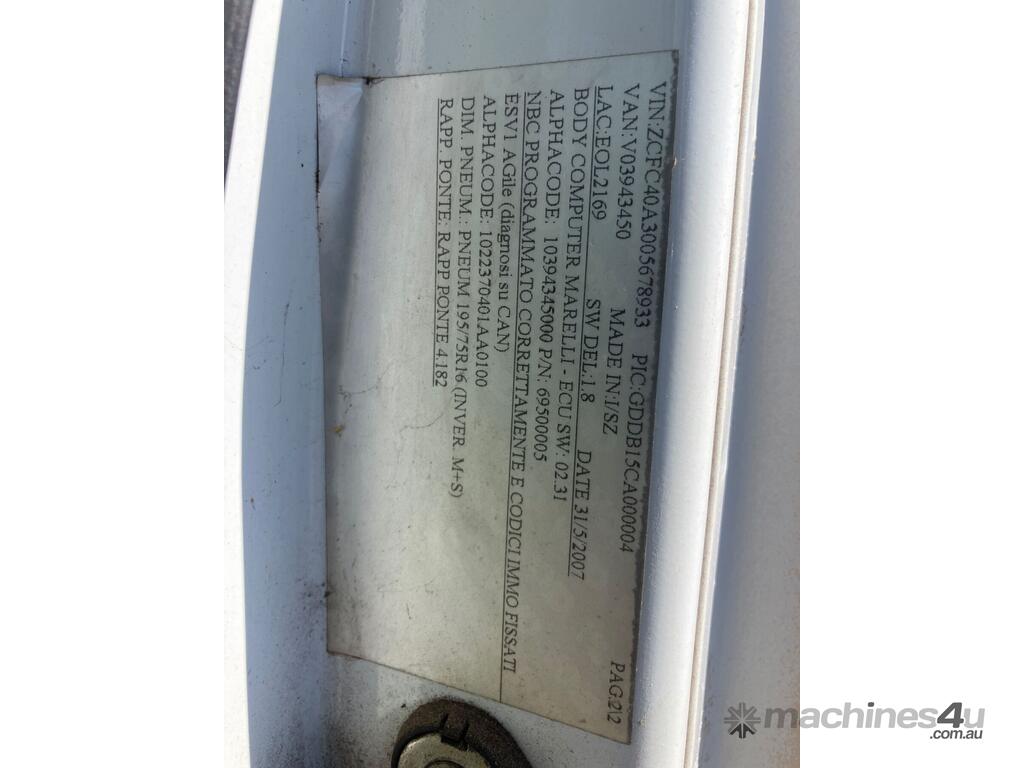 VIN:ZCFC40A3005678933 PIC:GDDB15CA000004
VAN:V03943450 MADE IN:I/SZ
LAC:EOL2169 SW DEL:1.8 DATE 31/5/2007 PAG.2\2
BODY COMPUTER MARELLI - ECU SW: 02.31
ALPHACODE: 10394345000 P/N: 69500005
NBC PROGRAMMATO CORRETTAMENTE E CODICI IMMO FISSATI
ESV1 AGile (diagnosi su CAN)
ALPHACODE: 1022370401AA0100
DIM. PNEUM.: PNEUM 195/75R16 (INVER. M+S)
RAPP. PONTE: RAPP PONTE 4.182
machines4u
.com.au